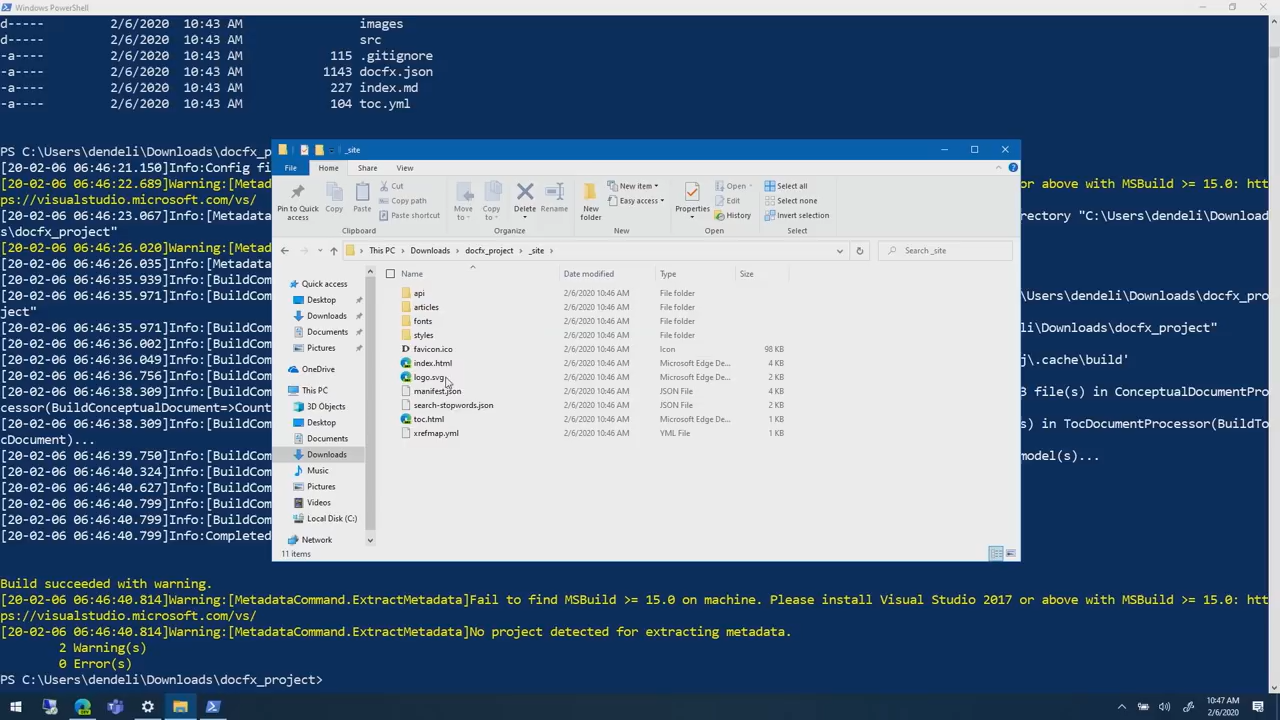 Windows PowerShell
d----- 2/6/2020 10:43 AM images
d----- 2/6/2020 10:43 AM src
-a---- 2/6/2020 10:43 AM 115 .gitignore
-a---- 2/6/2020 10:43 AM 1143 docfx.json
-a---- 2/6/2020 10:43 AM 227 index.md
-a---- 2/6/2020 10:43 AM 104 toc.yml
PS C:\Users\dendeli\Downloads\docfx_p
[20-02-06 06:46:21.150]Info:Config fi
[20-02-06 06:46:22.689]Warning:[Metad or above with MSBuild >= 15.0: htt
ps://visualstudio.microsoft.com/vs/
[20-02-06 06:46:23.067]Info:[Metadata rectory "C:\Users\dendeli\Download
s\docfx_project"
[20-02-06 06:46:26.020]Warning:[Metad
[20-02-06 06:46:26.035]Info:[Metadata
[20-02-06 06:46:35.939]Info:[BuildCom
[20-02-06 06:46:35.971]Info:[BuildCom Users\dendeli\Downloads\docfx_pro
ject"
[20-02-06 06:46:35.971]Info:[BuildCom li\Downloads\docfx_project"
[20-02-06 06:46:36.002]Info:[BuildCom
[20-02-06 06:46:36.049]Info:[BuildCom j\.cache\build'
[20-02-06 06:46:36.756]Info:[BuildCom
[20-02-06 06:46:38.309]Info:[BuildCom 3 file(s) in ConceptualDocumentPro
cessor(BuildConceptualDocument=>Count
[20-02-06 06:46:38.309]Info:[BuildCom s) in TocDocumentProcessor(BuildTo
cDocument)...
[20-02-06 06:46:39.750]Info:[BuildCom model(s)...
[20-02-06 06:46:40.324]Info:[BuildCom
[20-02-06 06:46:40.627]Info:[BuildCom
[20-02-06 06:46:40.799]Info:[BuildCom
[20-02-06 06:46:40.799]Info:[BuildCom
[20-02-06 06:46:40.799]Info:Completed
Build succeeded with warning.
[20-02-06 06:46:40.814]Warning:[MetadataCommand.ExtractMetadata]Fail to find MSBuild >= 15.0 on machine. Please install Visual Studio 2017 or above with MSBuild >= 15.0: htt
ps://visualstudio.microsoft.com/vs/
[20-02-06 06:46:40.814]Warning:[MetadataCommand.ExtractMetadata]No project detected for extracting metadata.
2 Warning(s)
0 Error(s)
PS C:\Users\dendeli\Downloads\docfx_project>
_site
File Home Share View
Pin to Quick access
Copy
Paste
Cut
Copy path
Paste shortcut
Clipboard
Move to
Copy to
Delete
Rename
Organize
New folder
New item
Easy access
New
Properties
Open
Edit
History
Open
Select all
Select none
Invert selection
Select
This PC Downloads docfx_project _site
Search _site
Quick access
Desktop
Downloads
Documents
Pictures
OneDrive
This PC
3D Objects
Desktop
Documents
Downloads
Music
Pictures
Videos
Local Disk (C:)
Network
Name Date modified Type Size
api 2/6/2020 10:46 AM File folder
articles 2/6/2020 10:46 AM File folder
fonts 2/6/2020 10:46 AM File folder
styles 2/6/2020 10:46 AM File folder
favicon.ico 2/6/2020 10:46 AM Icon 98 KB
index.html 2/6/2020 10:46 AM Microsoft Edge De... 4 KB
logo.svg 2/6/2020 10:46 AM Microsoft Edge De... 2 KB
manifest.json 2/6/2020 10:46 AM JSON File 4 KB
search-stopwords.json 2/6/2020 10:46 AM JSON File 2 KB
toc.html 2/6/2020 10:46 AM Microsoft Edge De... 1 KB
xrefmap.yml 2/6/2020 10:46 AM YML File 1 KB
11 items
10:47 AM
2/6/2020